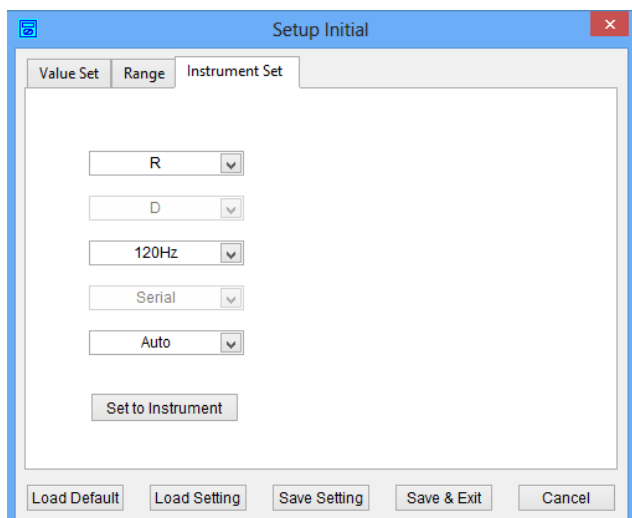 Setup Initial
Value Set Range Instrument Set
R
D
120Hz
Serial
Auto
Set to Instrument
Load Default Load Setting Save Setting Save & Exit Cancel